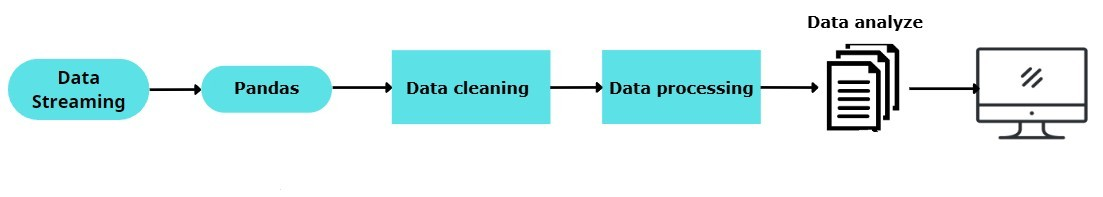 Data analyze
Data
Streaming
Pandas
Data cleaning
Data processing